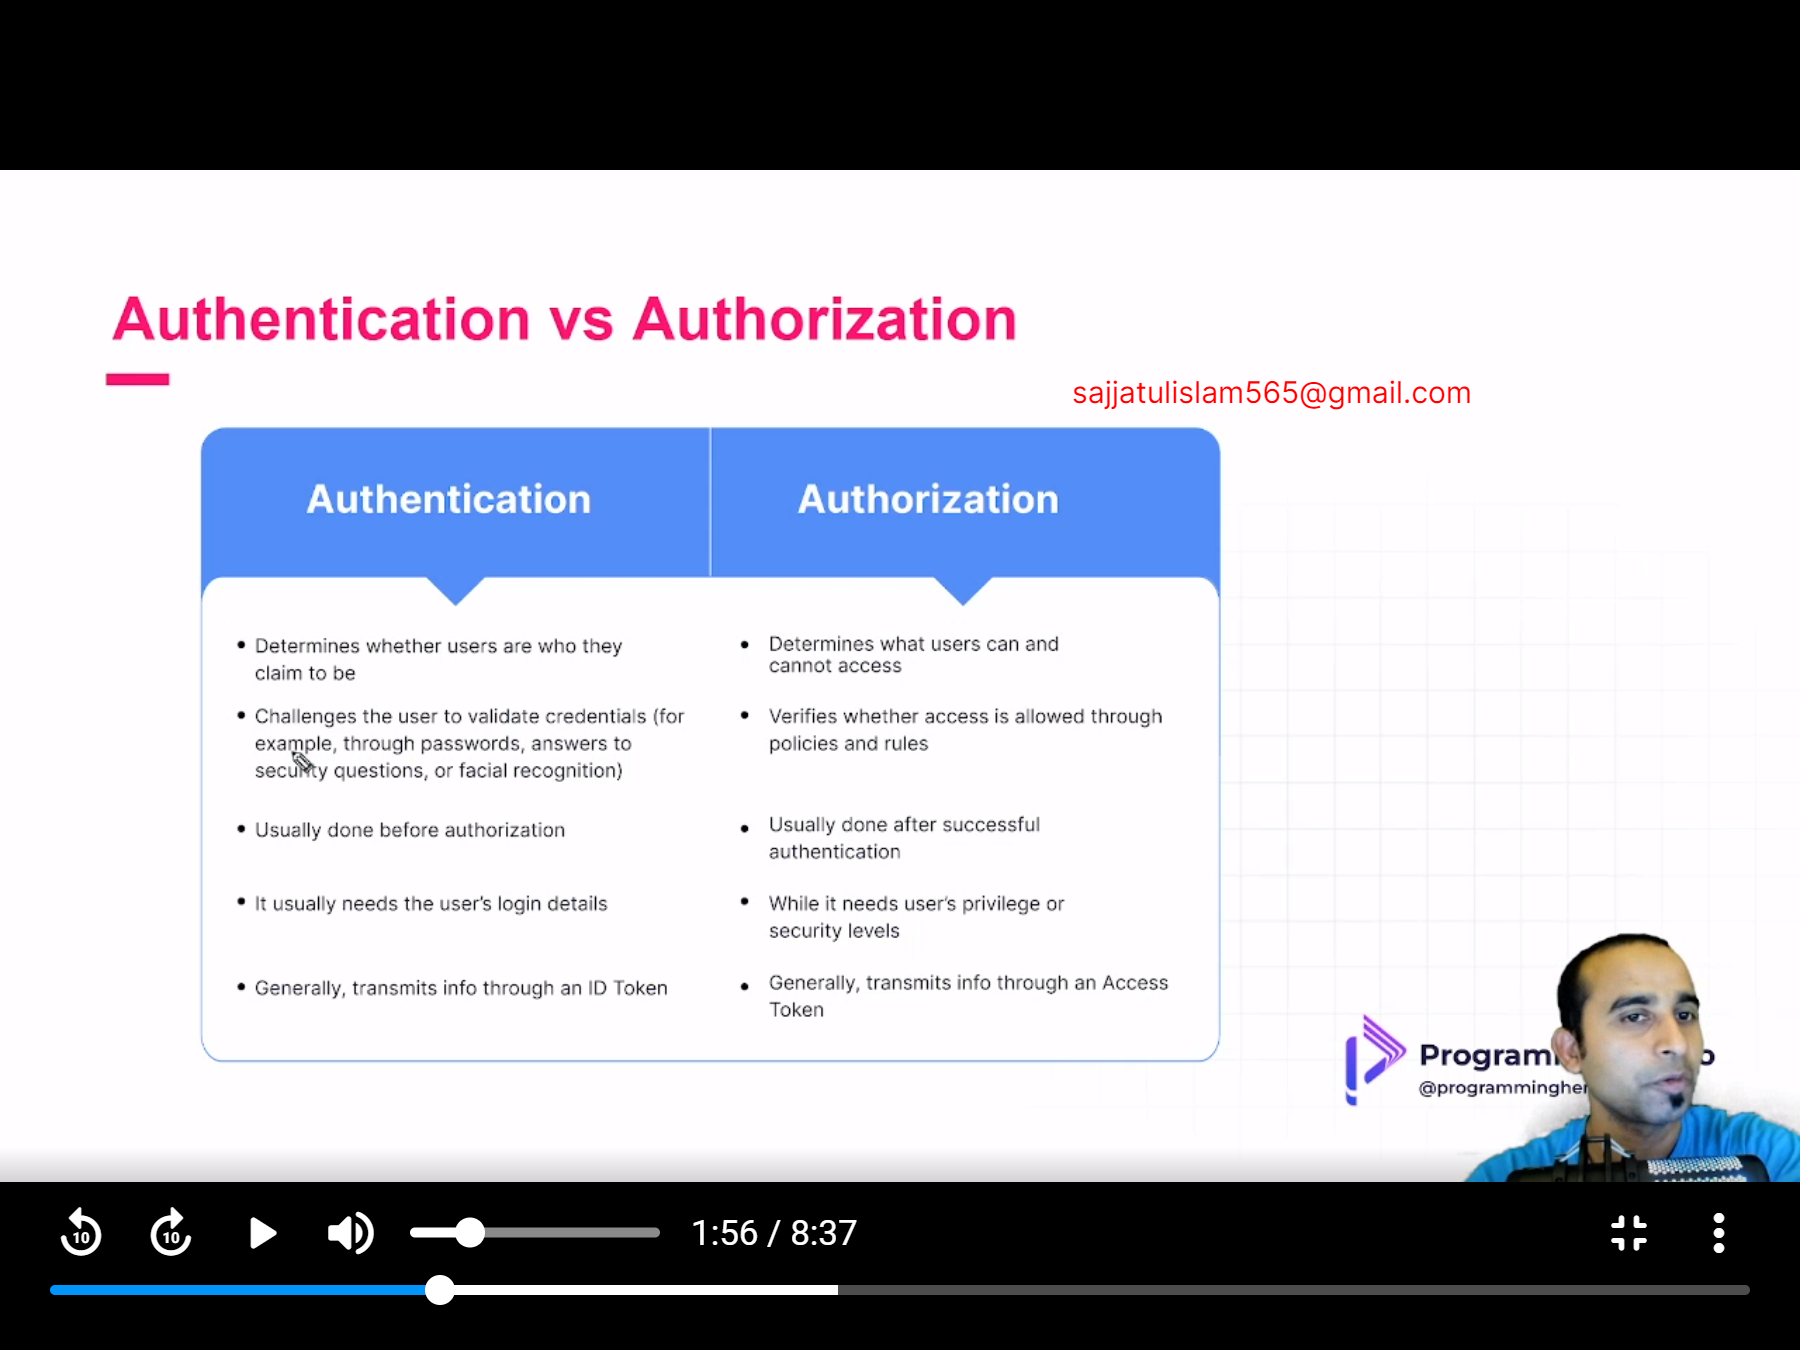 Authentication vs Authorization
sajjatulislam565@gmail.com
Authentication
Authorization
• Determines whether users are who they
claim to be
• Challenges the user to validate credentials (for
example, through passwords, answers to
security questions, or facial recognition)
• Usually done before authorization
• It usually needs the user's login details
• Generally, transmits info through an ID Token
• Determines what users can and
cannot access
• Verifies whether access is allowed through
policies and rules
• Usually done after successful
authentication
• While it needs user's privilege or
security levels
• Generally, transmits info through an Access
Token
10
10
1:56 / 8:37